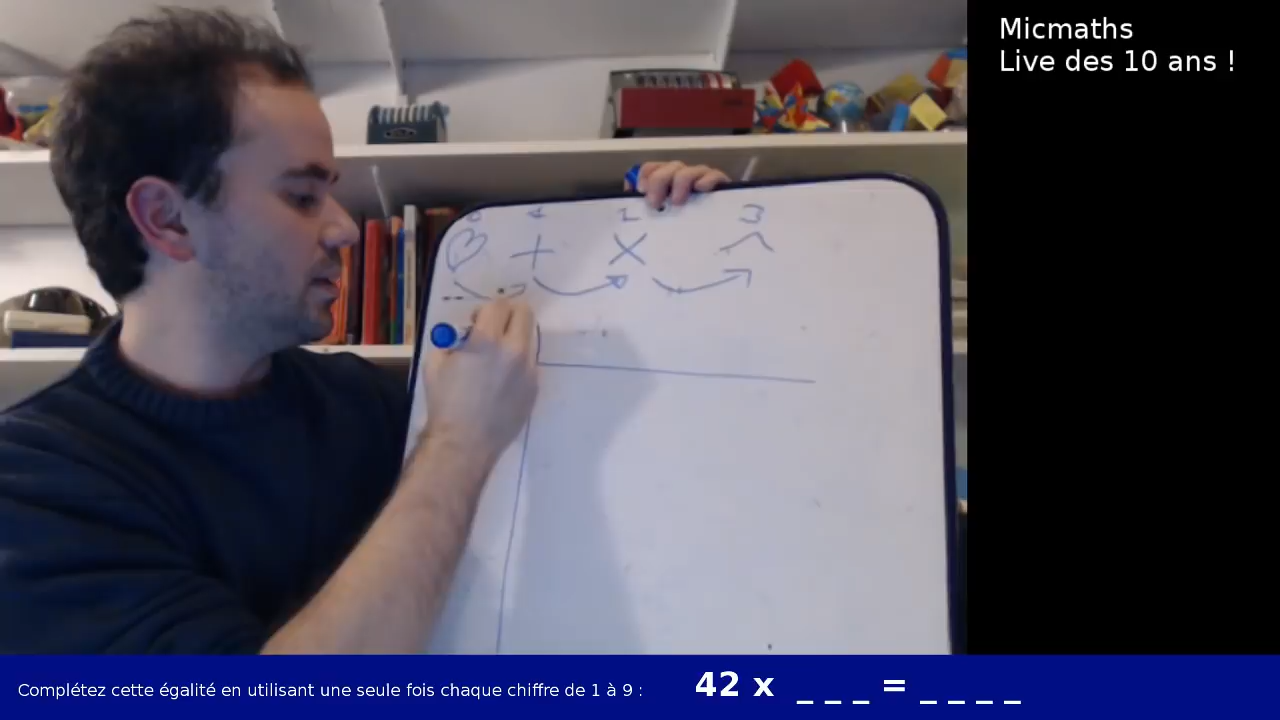 Micmaths
Live des 10 ans !
0 1 2 3
♡ + × ^
Complétez cette égalité en utilisant une seule fois chaque chiffre de 1 à 9 : 42 x _ _ _ = _ _ _ _